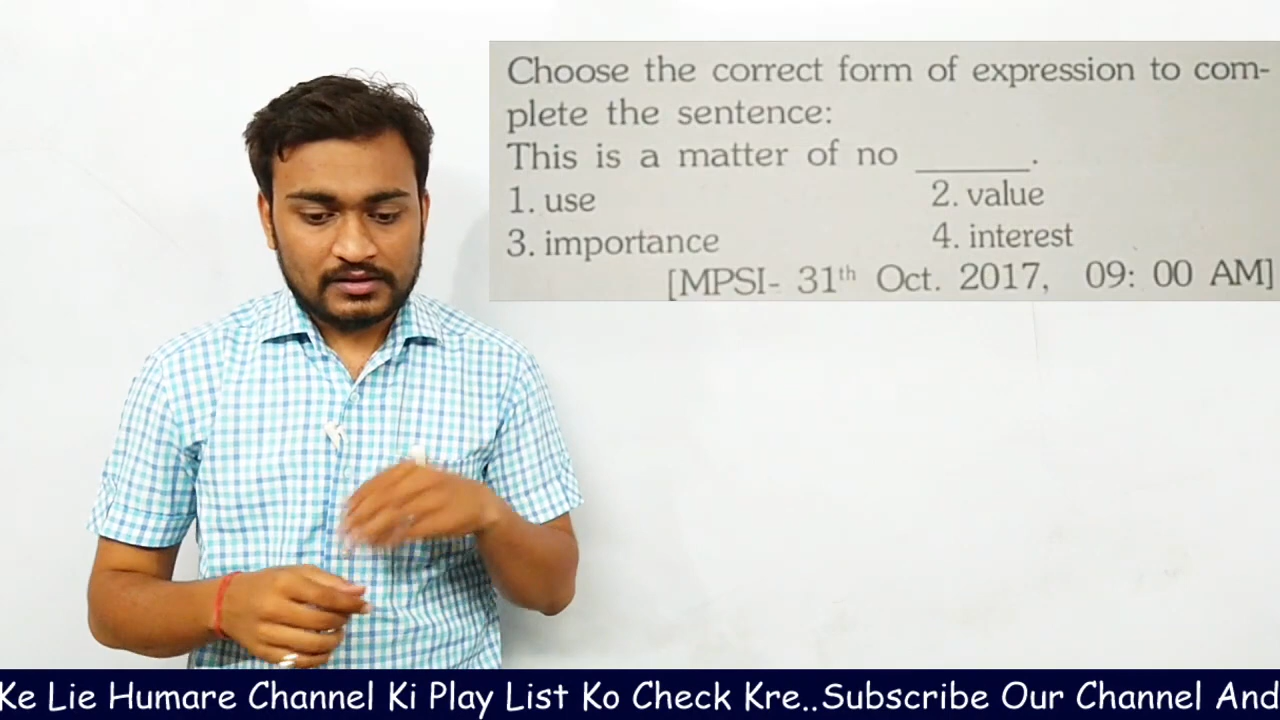 Choose the correct form of expression to com-
plete the sentence:
This is a matter of no ______.
1. use 2. value
3. importance 4. interest
[MPSI- 31th Oct. 2017, 09: 00 AM]
Ke Lie Humare Channel Ki Play List Ko Check Kre..Subscribe Our Channel And